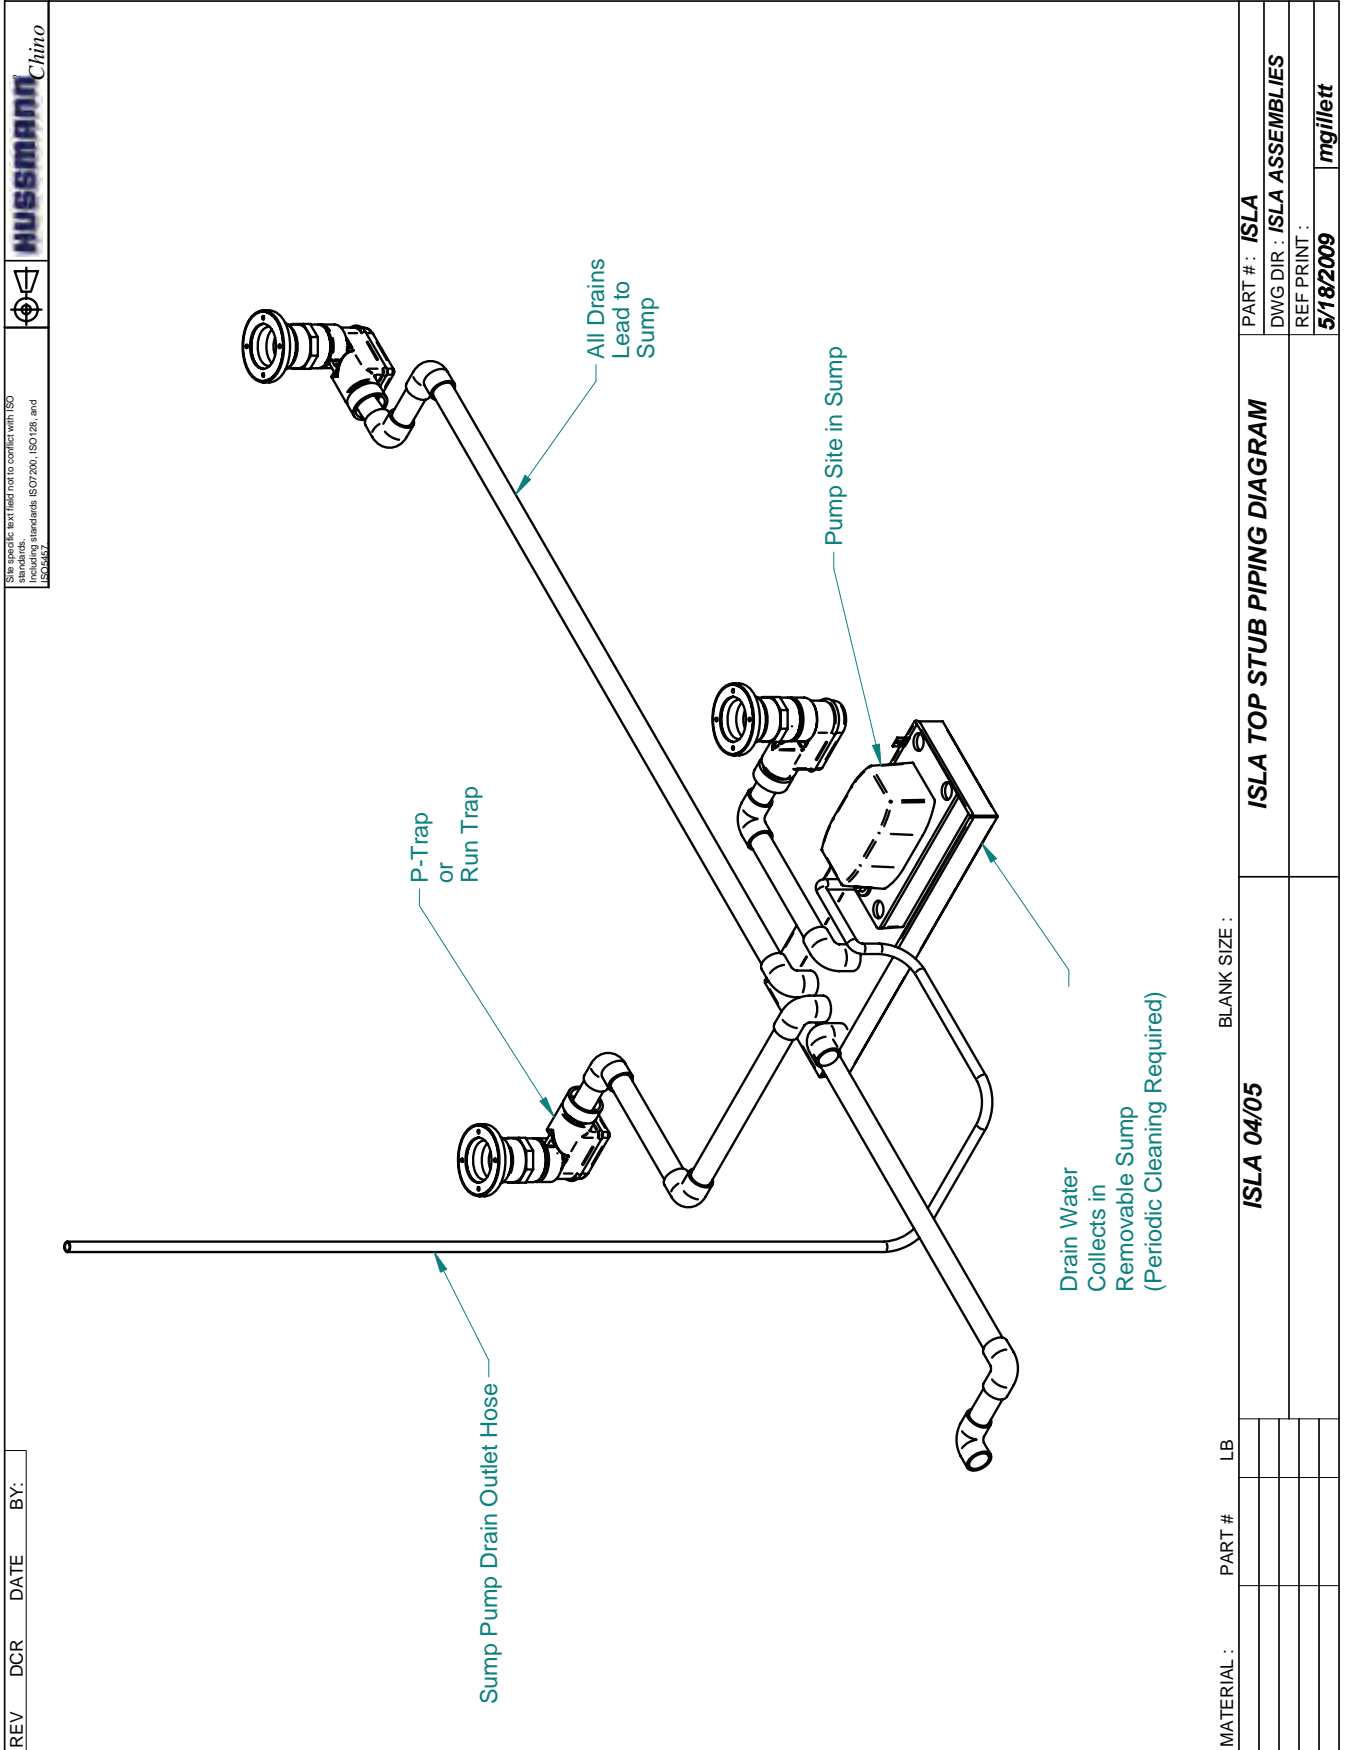 REV DCR DATE BY:
Site specific text field not to conflict with ISO
standards.
Including standards ISO7200, ISO128, and
ISO5457.
HUSSMANN Chino
All Drains
Lead to
Sump
P-Trap
or
Run Trap
Pump Site in Sump
Sump Pump Drain Outlet Hose
Drain Water
Collects in
Removable Sump
(Periodic Cleaning Required)
MATERIAL : PART # LB BLANK SIZE :
ISLA 04/05
ISLA TOP STUB PIPING DIAGRAM
PART # : ISLA
DWG DIR : ISLA ASSEMBLIES
REF PRINT :
5/18/2009 mgillett